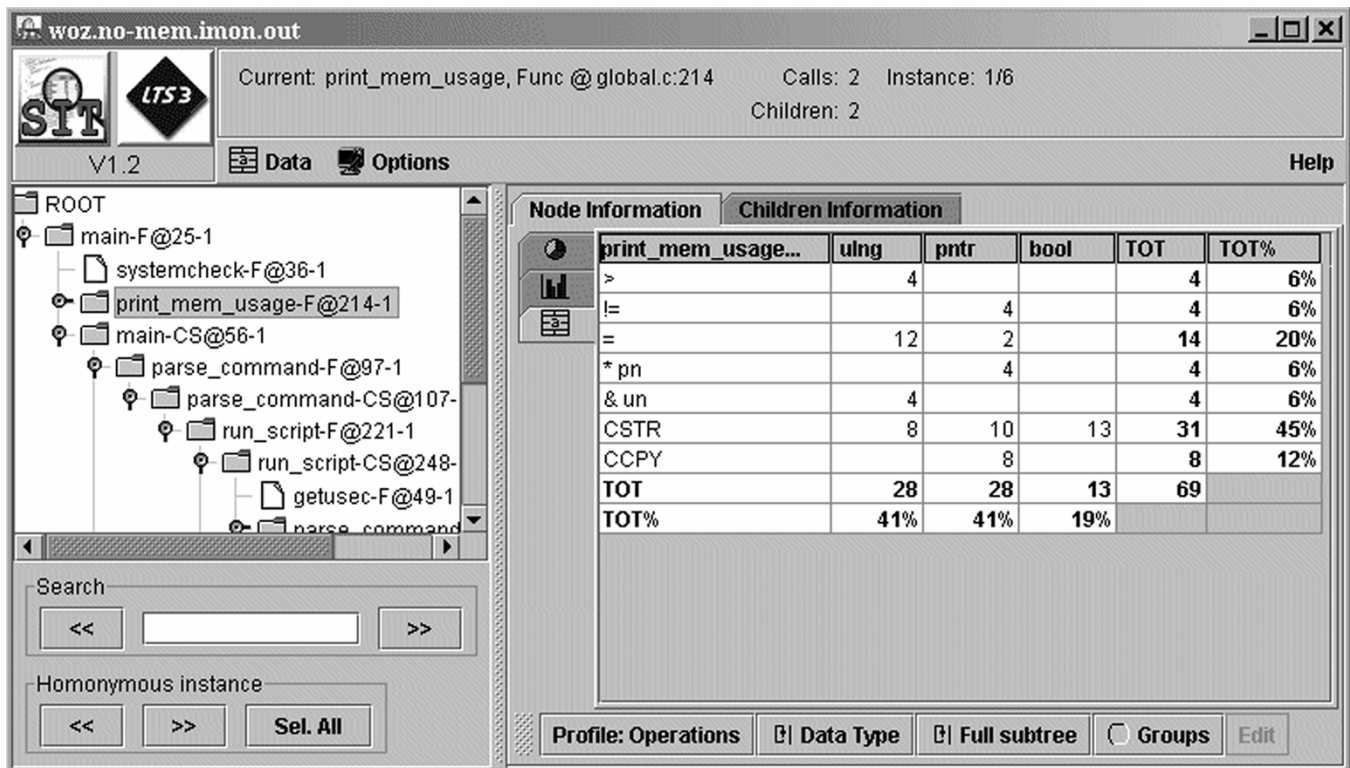 woz.no-mem.imon.out
SIT
LTS3
V1.2
Current: print_mem_usage, Func @ global.c:214 Calls: 2 Instance: 1/6
Children: 2
Data Options Help
ROOT
main-F@25-1
systemcheck-F@36-1
print_mem_usage-F@214-1
main-CS@56-1
parse_command-F@97-1
parse_command-CS@107-
run_script-F@221-1
run_script-CS@248-
getusec-F@49-1
parse_command
Search
<< >>
Homonymous instance
<< >> Sel. All
Node Information Children Information
print_mem_usage... ulng pntr bool TOT TOT%
> 4 4 6%
!= 4 4 6%
= 12 2 14 20%
* pn 4 4 6%
& un 4 4 6%
CSTR 8 10 13 31 45%
CCPY 8 8 12%
TOT 28 28 13 69
TOT% 41% 41% 19%
Profile: Operations Data Type Full subtree Groups Edit